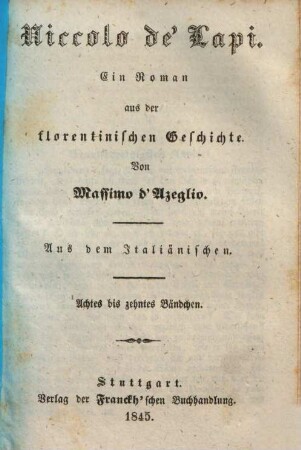 Niccolo de' Lapi.
Ein Roman
aus der
florentinischen Geschichte.
Von
Massimo d'Azeglio.
Aus dem Italiänischen.
Achtes bis zehntes Bändchen.
Stuttgart.
Verlag der Franckh'schen Buchhandlung.
1845.